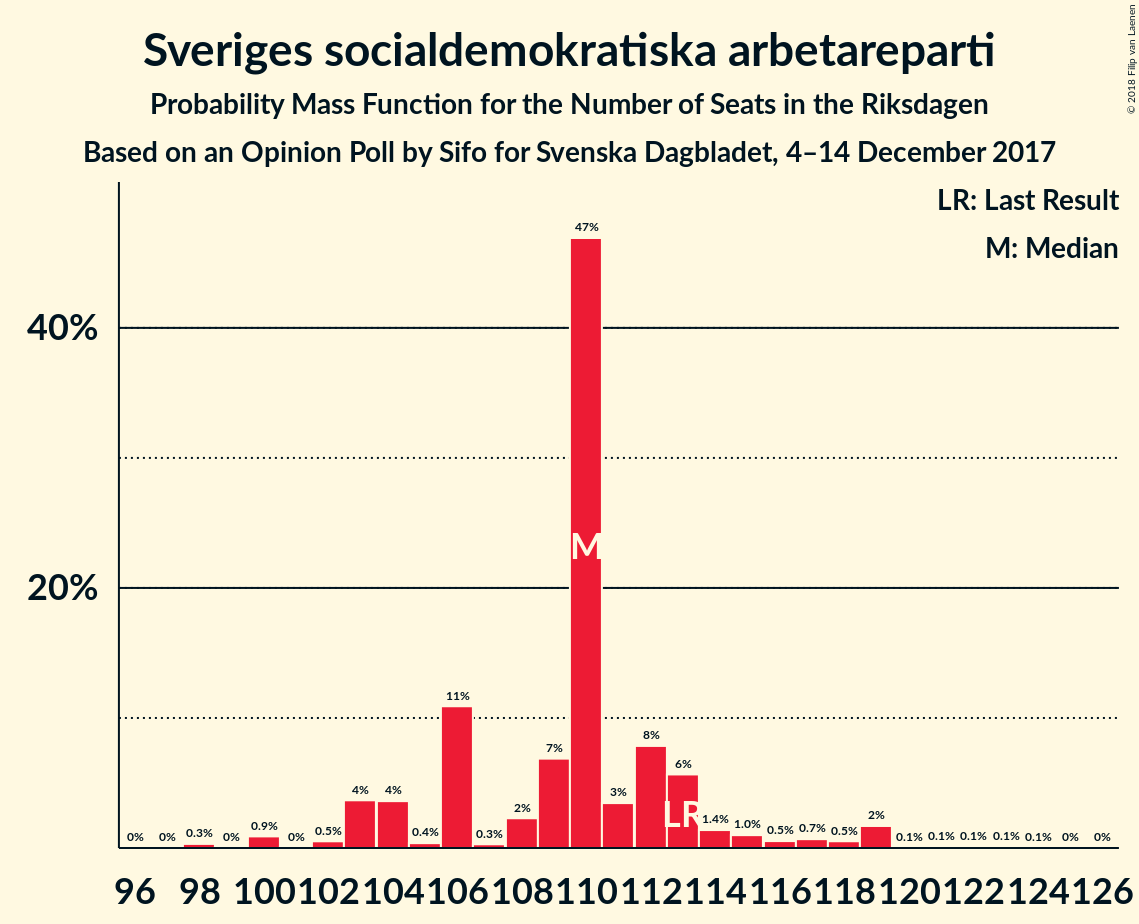 Sveriges socialdemokratiska arbetareparti
Probability Mass Function for the Number of Seats in the Riksdagen
Based on an Opinion Poll by Sifo for Svenska Dagbladet, 4–14 December 2017
© 2018 Filip van Laenen
LR: Last Result
M: Median
40%
20%
0% 0% 0.3% 0% 0.9% 0% 0.5% 4% 4% 0.4% 11% 0.3% 2% 7% 47% 3% 8% 6% 1.4% 1.0% 0.5% 0.7% 0.5% 2% 0.1% 0.1% 0.1% 0.1% 0.1% 0% 0%
M
LR
96 98 100 102 104 106 108 110 112 114 116 118 120 122 124 126